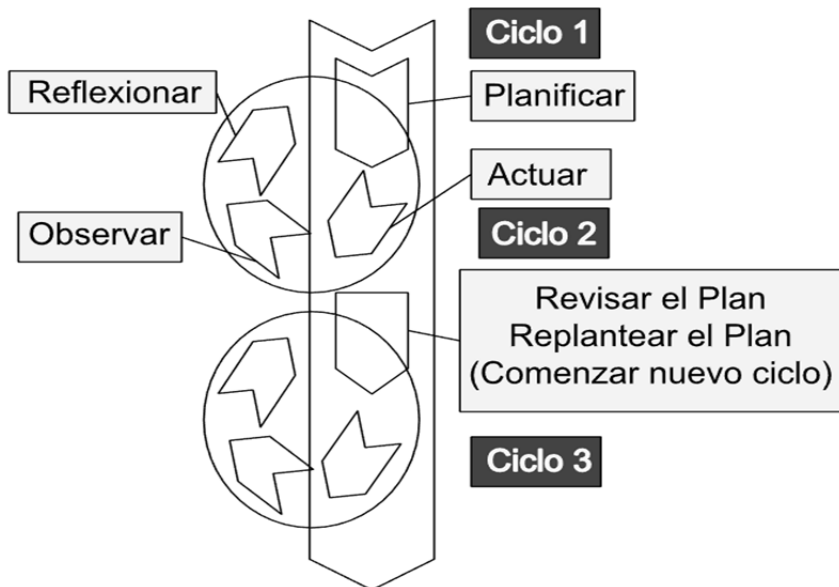 Ciclo 1
Reflexionar
Planificar
Actuar
Observar
Ciclo 2
Revisar el Plan
Replantear el Plan
(Comenzar nuevo ciclo)
Ciclo 3